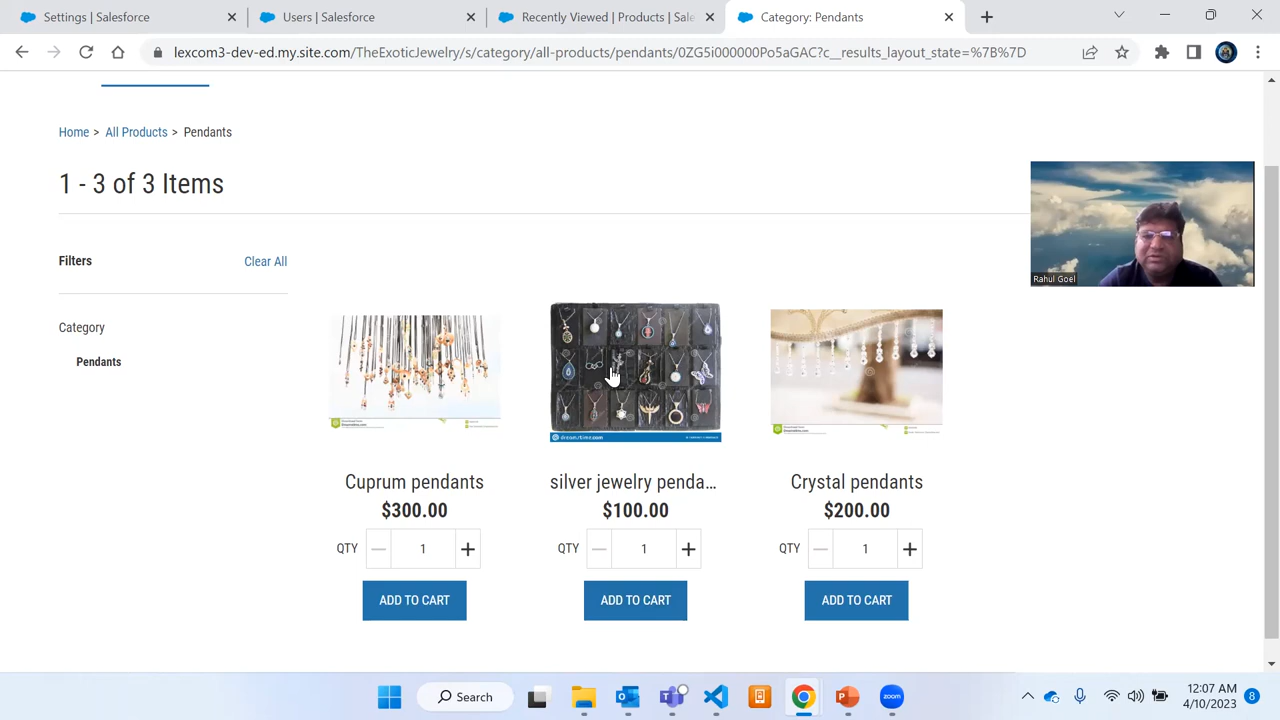 Settings | Salesforce
Users | Salesforce
Recently Viewed | Products | Sale
Category: Pendants
lexcom3-dev-ed.my.site.com/TheExoticJewelry/s/category/all-products/pendants/0ZG5i000000Po5aGAC?c__results_layout_state=%7B%7D
Home > All Products > Pendants
1 - 3 of 3 Items
Rahul Goel
Filters
Clear All
Category
Pendants
dreamstime.com
Cuprum pendants
silver jewelry penda...
Crystal pendants
$300.00
$100.00
$200.00
QTY 1
QTY 1
QTY 1
ADD TO CART
ADD TO CART
ADD TO CART
Search
zoom
12:07 AM
4/10/2023
8